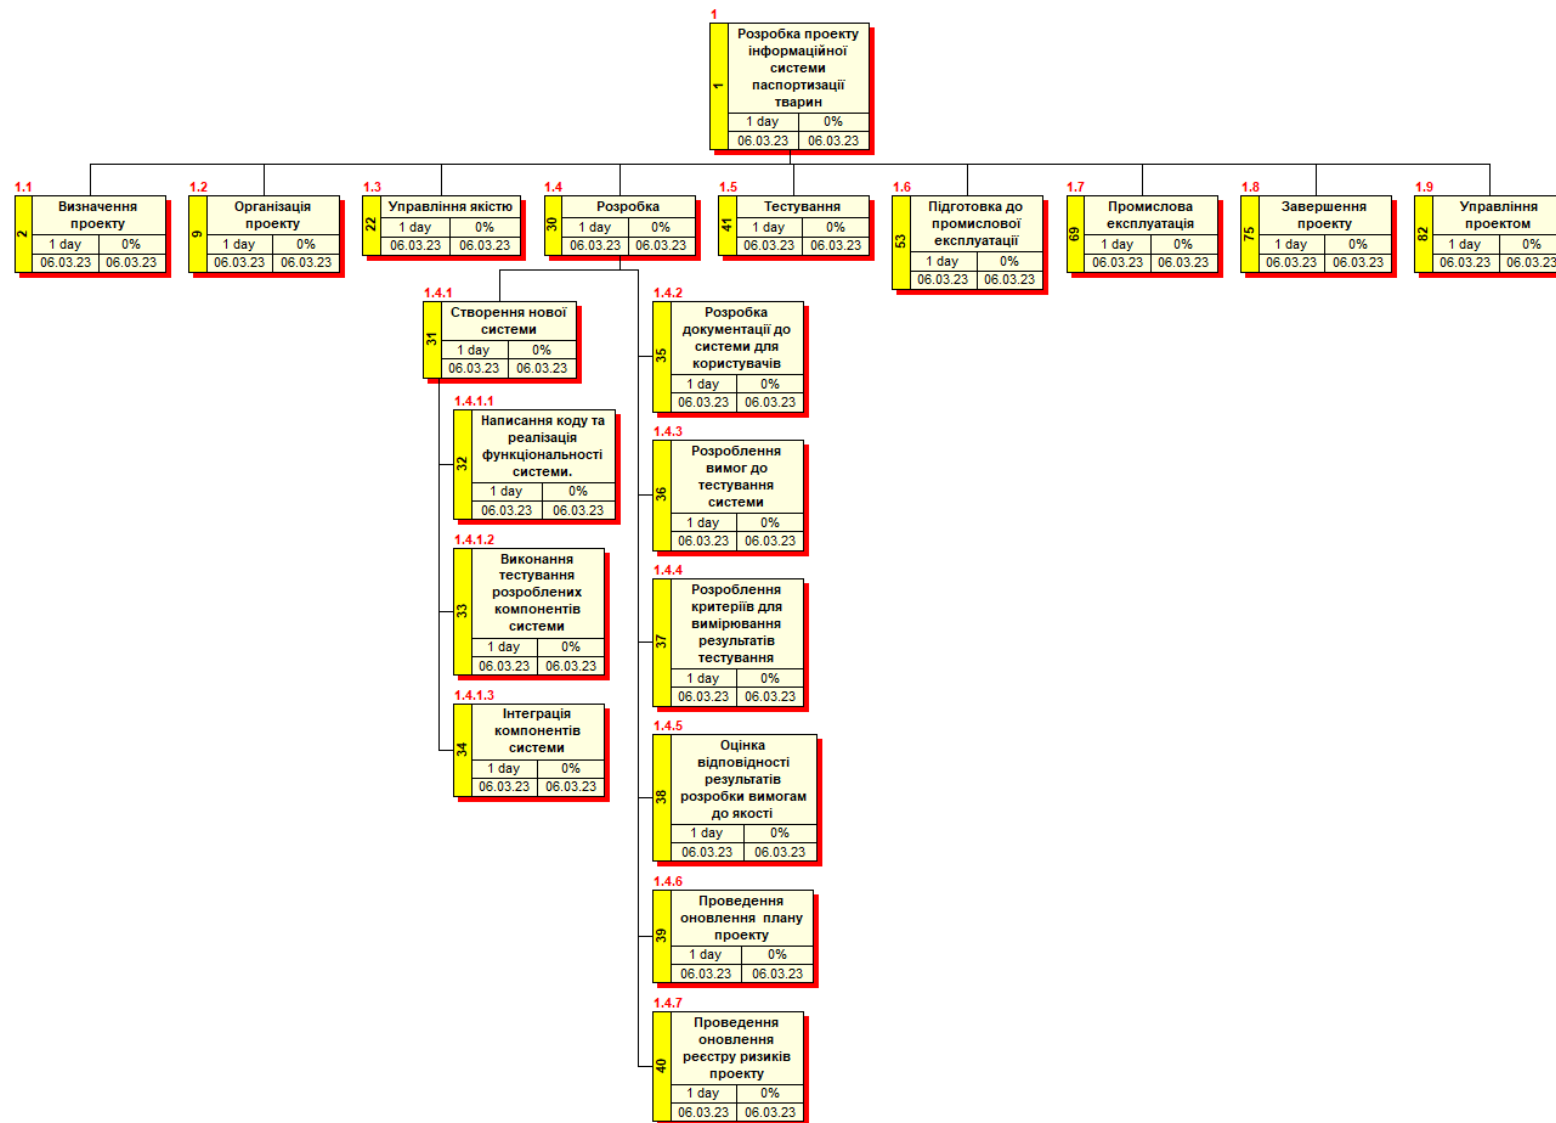 1
1
Розробка проекту
інформаційної
системи
паспортизації
тварин
1 day 0%
06.03.23 06.03.23
1.1
2
Визначення
проекту
1 day 0%
06.03.23 06.03.23
1.2
9
Організація
проекту
1 day 0%
06.03.23 06.03.23
1.3
22
Управління якістю
1 day 0%
06.03.23 06.03.23
1.4
30
Розробка
1 day 0%
06.03.23 06.03.23
1.5
41
Тестування
1 day 0%
06.03.23 06.03.23
1.6
53
Підготовка до
промислової
експлуатації
1 day 0%
06.03.23 06.03.23
1.7
69
Промислова
експлуатація
1 day 0%
06.03.23 06.03.23
1.8
75
Завершення
проекту
1 day 0%
06.03.23 06.03.23
1.9
82
Управління
проектом
1 day 0%
06.03.23 06.03.23
1.4.1
31
Створення нової
системи
1 day 0%
06.03.23 06.03.23
1.4.1.1
32
Написання коду та
реалізація
функціональності
системи.
1 day 0%
06.03.23 06.03.23
1.4.1.2
33
Виконання
тестування
розроблених
компонентів
системи
1 day 0%
06.03.23 06.03.23
1.4.1.3
34
Інтеграція
компонентів
системи
1 day 0%
06.03.23 06.03.23
1.4.2
35
Розробка
документації до
системи для
користувачів
1 day 0%
06.03.23 06.03.23
1.4.3
36
Розроблення
вимог до
тестування
системи
1 day 0%
06.03.23 06.03.23
1.4.4
37
Розроблення
критеріїв для
вимірювання
результатів
тестування
1 day 0%
06.03.23 06.03.23
1.4.5
38
Оцінка
відповідності
результатів
розробки вимогам
до якості
1 day 0%
06.03.23 06.03.23
1.4.6
39
Проведення
оновлення плану
проекту
1 day 0%
06.03.23 06.03.23
1.4.7
40
Проведення
оновлення
реєстру ризиків
проекту
1 day 0%
06.03.23 06.03.23